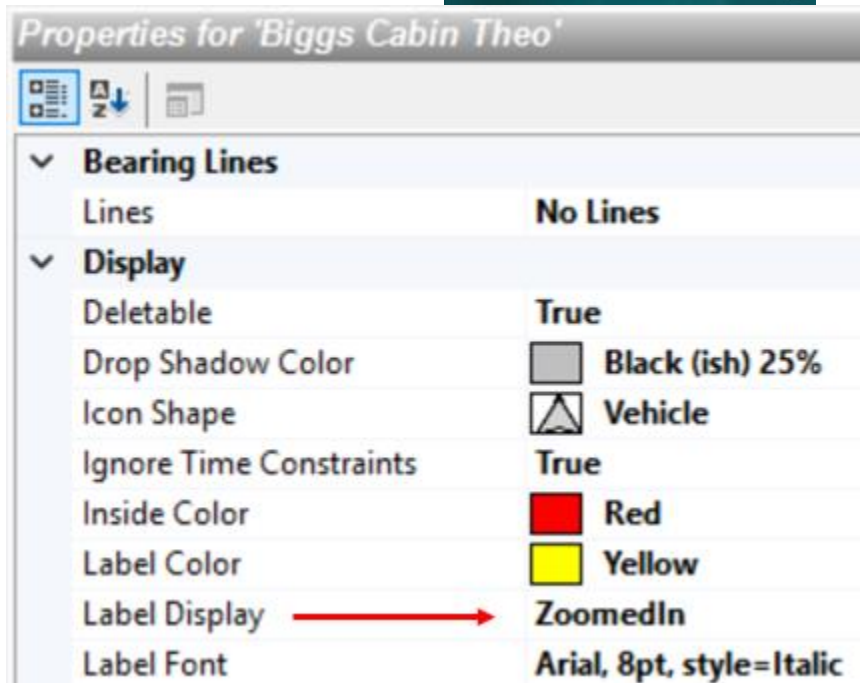 Properties for 'Biggs Cabin Theo'
Bearing Lines
Lines No Lines
Display
Deletable True
Drop Shadow Color Black (ish) 25%
Icon Shape Vehicle
Ignore Time Constraints True
Inside Color Red
Label Color Yellow
Label Display ZoomedIn
Label Font Arial, 8pt, style=Italic